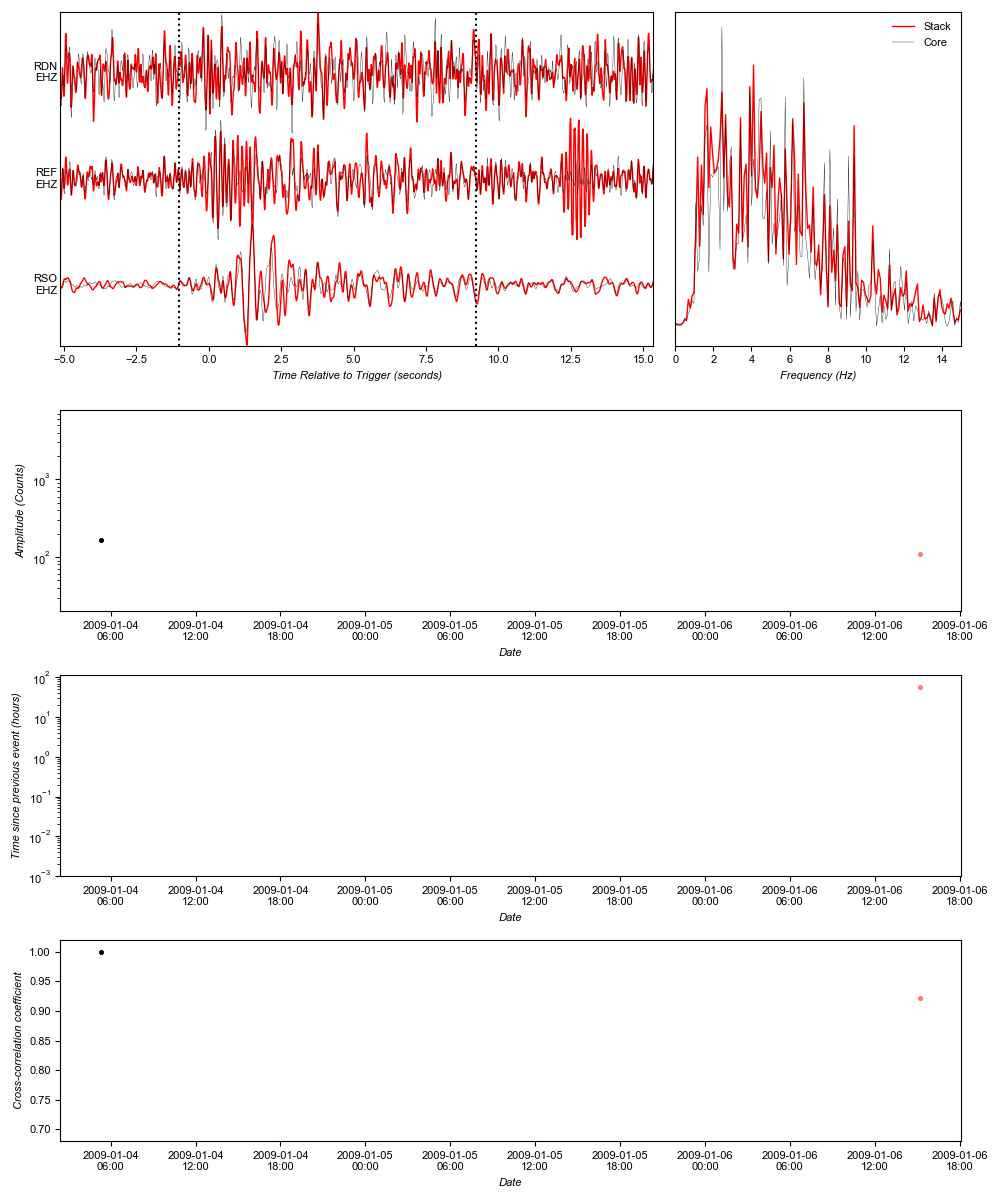 RDN
EHZ
REF
EHZ
RSO
EHZ
−5.0 −2.5 0.0 2.5 5.0 7.5 10.0 12.5 15.0
Time Relative to Trigger (seconds)
Stack
Core
0 2 4 6 8 10 12 14
Frequency (Hz)
Amplitude (Counts)
10³
10²
2009-01-04 2009-01-04 2009-01-04 2009-01-05 2009-01-05 2009-01-05 2009-01-05 2009-01-06 2009-01-06 2009-01-06 2009-01-06
06:00 12:00 18:00 00:00 06:00 12:00 18:00 00:00 06:00 12:00 18:00
Date
Time since previous event (hours)
10²
10¹
10⁰
10⁻¹
10⁻²
10⁻³
2009-01-04 2009-01-04 2009-01-04 2009-01-05 2009-01-05 2009-01-05 2009-01-05 2009-01-06 2009-01-06 2009-01-06 2009-01-06
06:00 12:00 18:00 00:00 06:00 12:00 18:00 00:00 06:00 12:00 18:00
Date
Cross-correlation coefficient
1.00
0.95
0.90
0.85
0.80
0.75
0.70
2009-01-04 2009-01-04 2009-01-04 2009-01-05 2009-01-05 2009-01-05 2009-01-05 2009-01-06 2009-01-06 2009-01-06 2009-01-06
06:00 12:00 18:00 00:00 06:00 12:00 18:00 00:00 06:00 12:00 18:00
Date